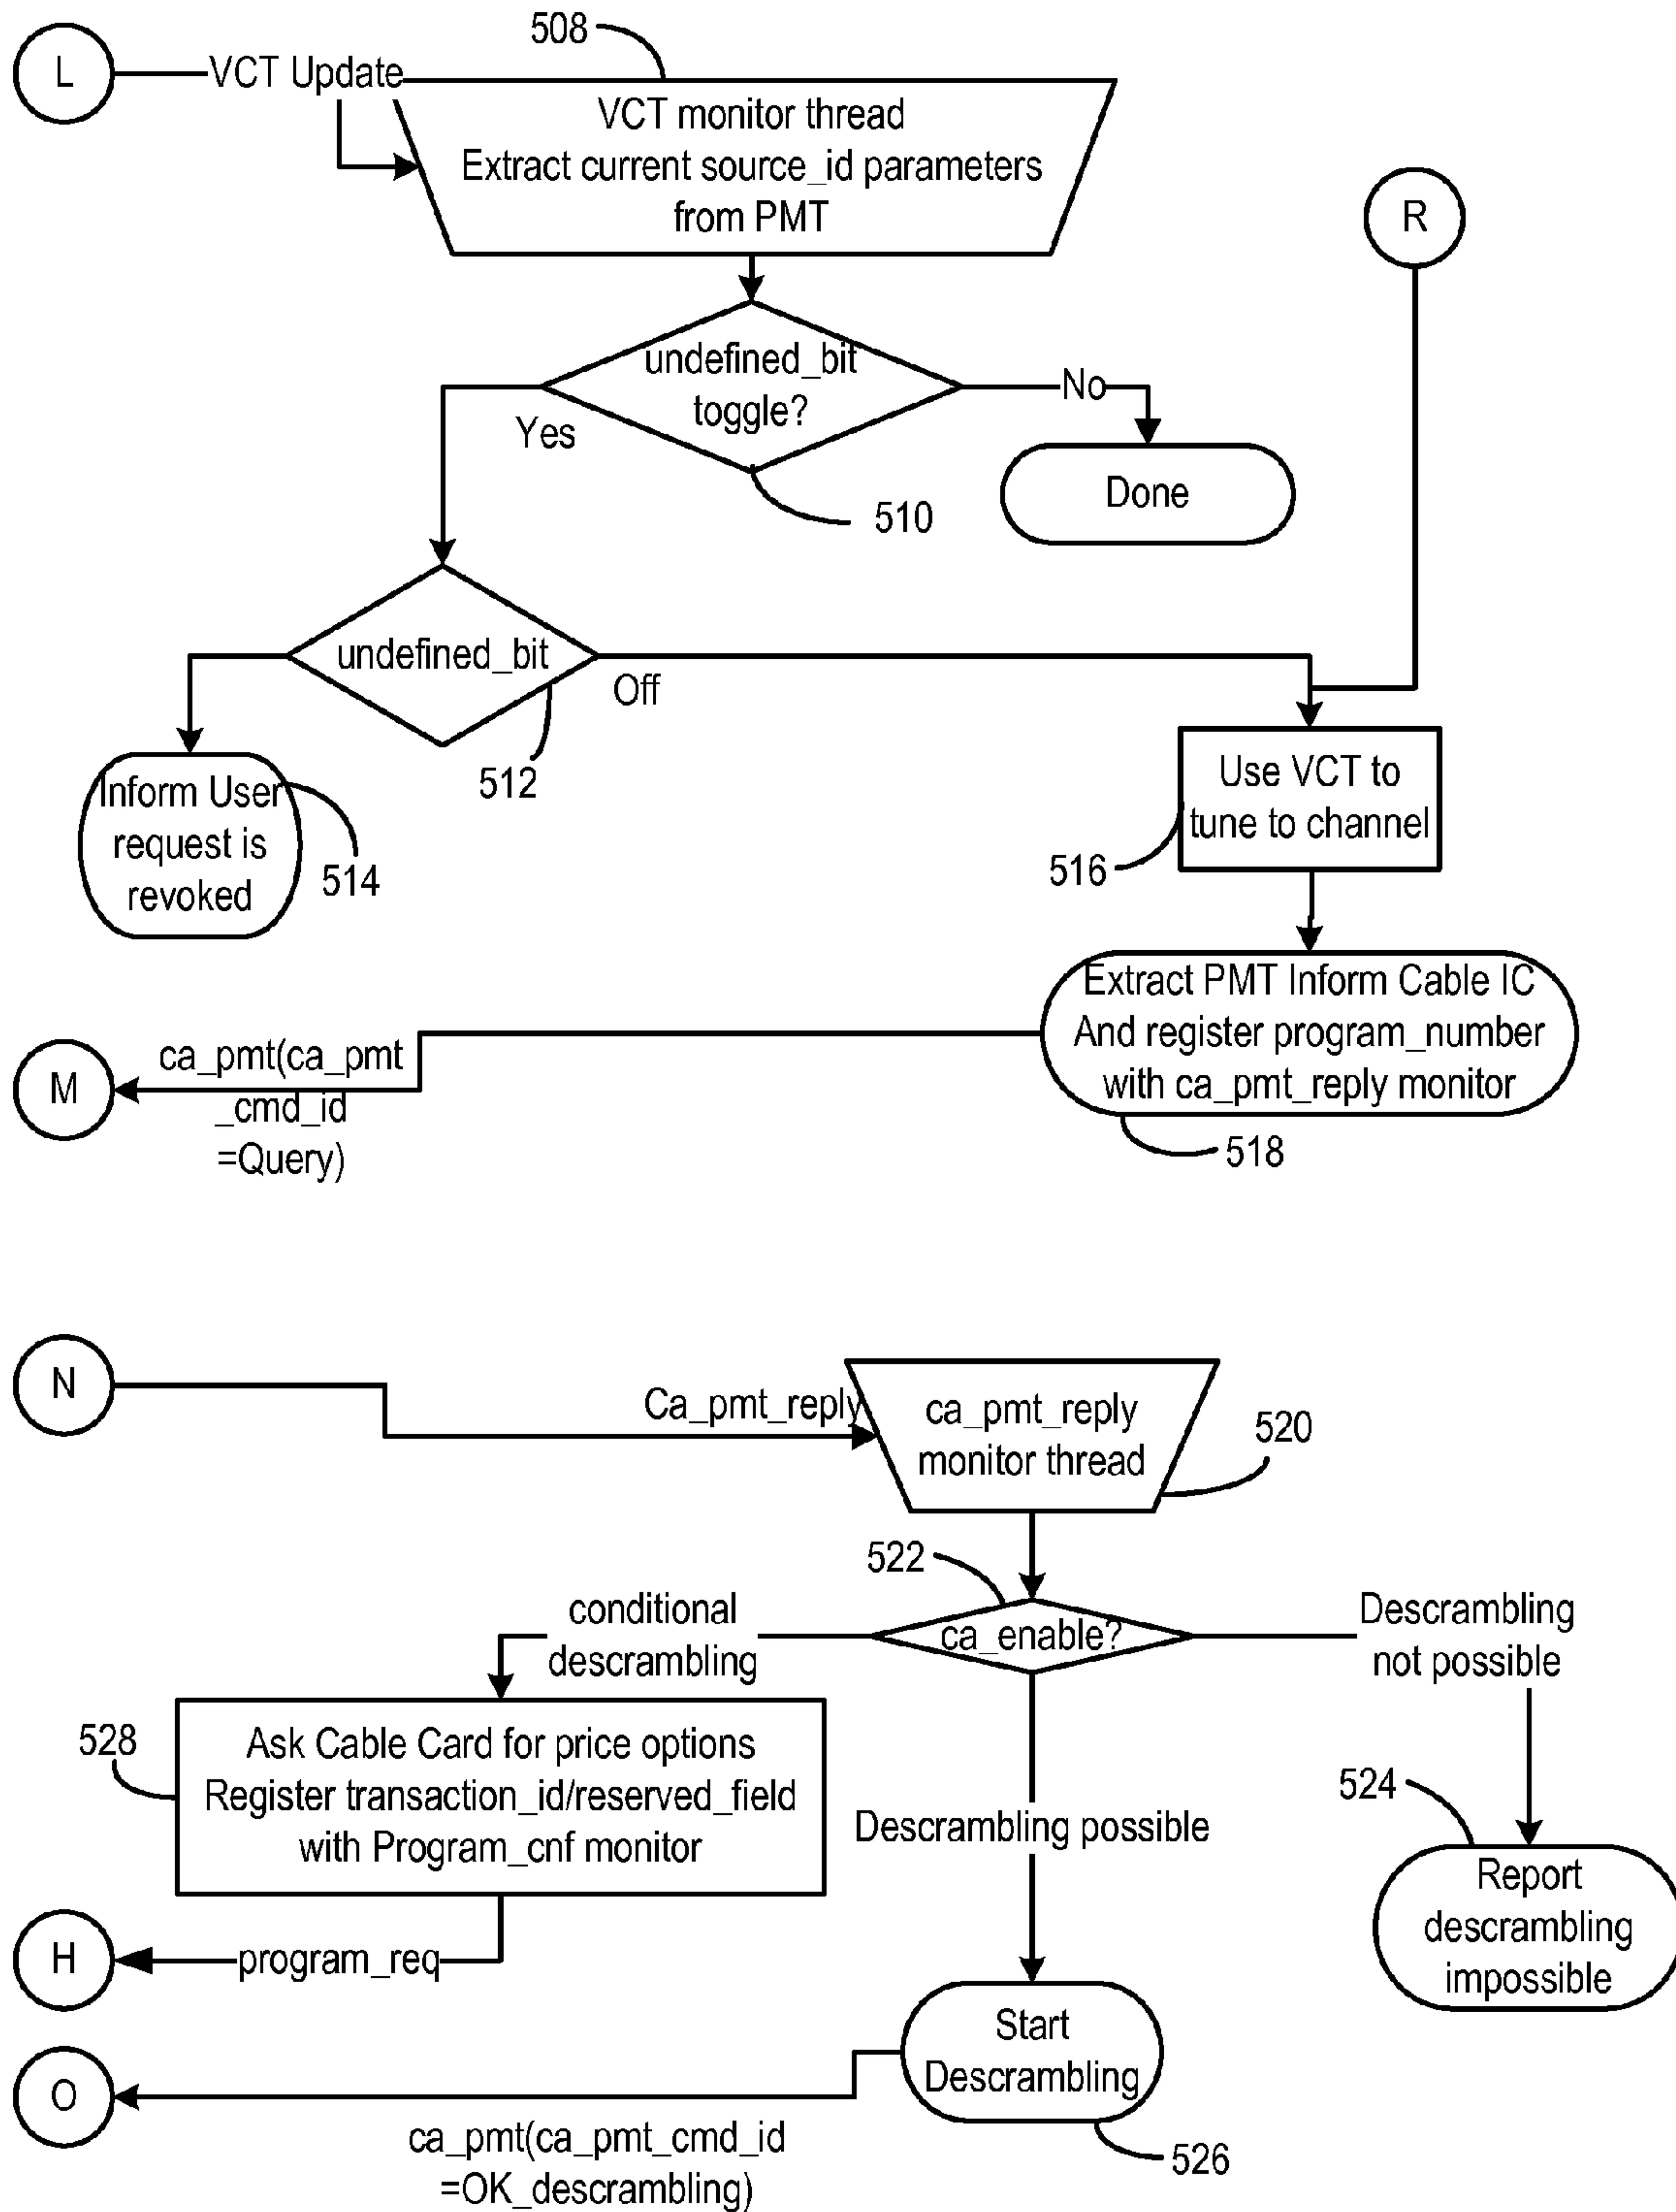 508
L
VCT Update
VCT monitor thread
Extract current source_id parameters
from PMT
R
undefined_bit
toggle?
No
Yes
510
Done
undefined_bit
Off
512
Inform User
request is
revoked
514
Use VCT to
tune to channel
516
Extract PMT Inform Cable IC
And register program_number
with ca_pmt_reply monitor
518
M
ca_pmt(ca_pmt
_cmd_id
=Query)
N
Ca_pmt_reply
ca_pmt_reply
monitor thread
520
522
ca_enable?
conditional
descrambling
Descrambling
not possible
528
Ask Cable Card for price options
Register transaction_id/reserved_field
with Program_cnf monitor
Descrambling possible
524
Report
descrambling
impossible
H
program_req
Start
Descrambling
O
ca_pmt(ca_pmt_cmd_id
=OK_descrambling)
526